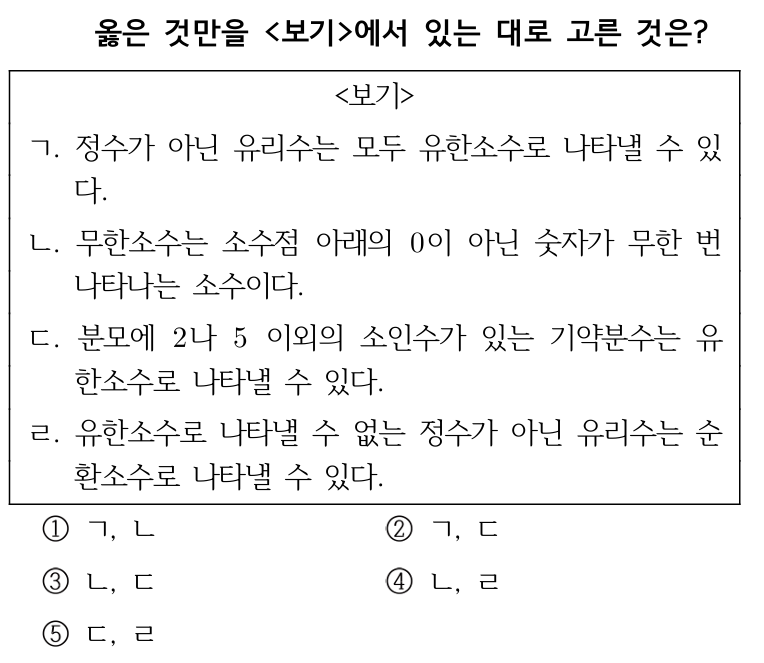 옳은 것만을 <보기>에서 있는 대로 고른 것은?
<보기>
ㄱ. 정수가 아닌 유리수는 모두 유한소수로 나타낼 수 있
다.
ㄴ. 무한소수는 소수점 아래의 0이 아닌 숫자가 무한 번
나타나는 소수이다.
ㄷ. 분모에 2나 5 이외의 소인수가 있는 기약분수는 유
한소수로 나타낼 수 있다.
ㄹ. 유한소수로 나타낼 수 없는 정수가 아닌 유리수는 순
환소수로 나타낼 수 있다.
① ㄱ, ㄴ ② ㄱ, ㄷ
③ ㄴ, ㄷ ④ ㄴ, ㄹ
⑤ ㄷ, ㄹ